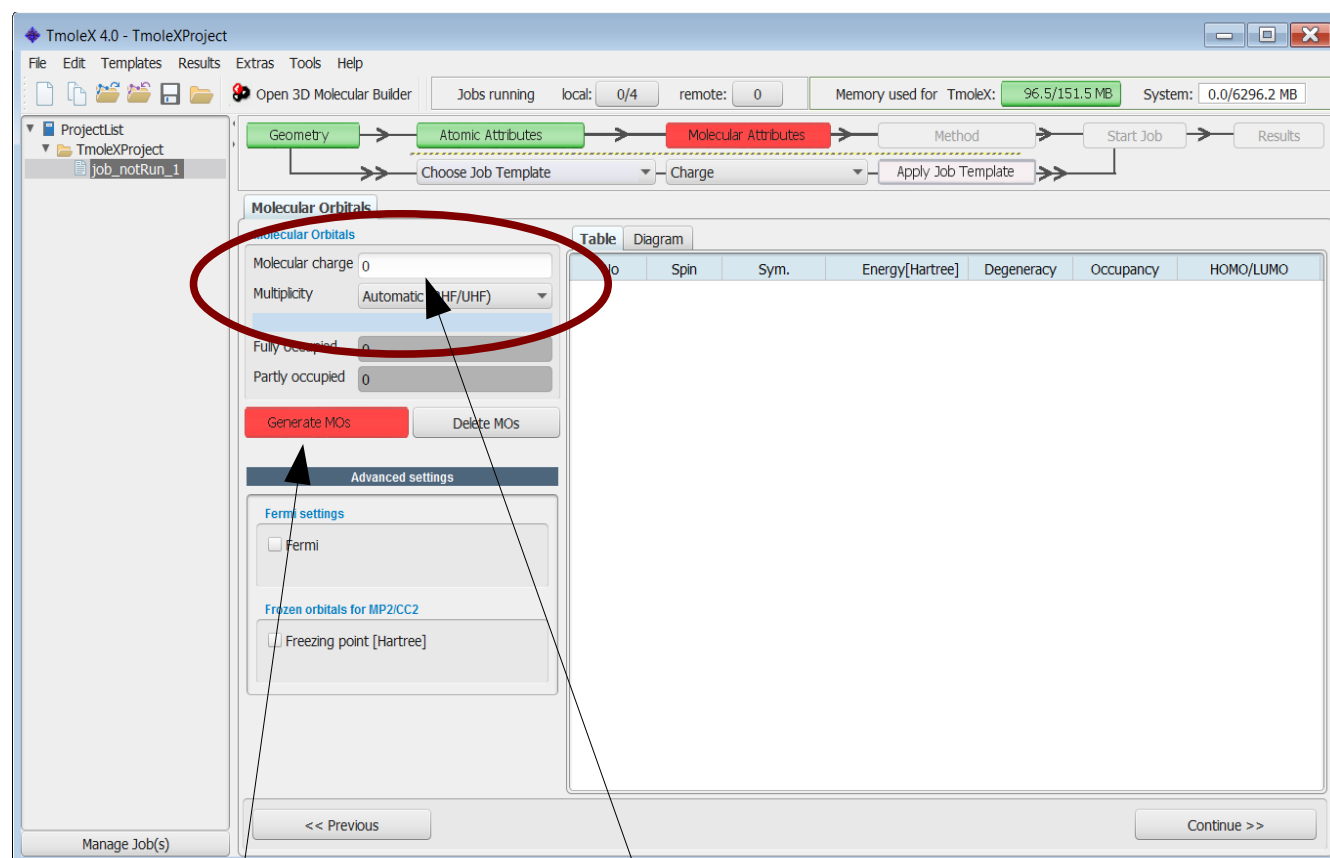 TmoleX 4.0 - TmoleXProject
File Edit Templates Results Extras Tools Help
Open 3D Molecular Builder Jobs running local: 0/4 remote: 0 Memory used for TmoleX: 96.5/151.5 MB System: 0.0/6296.2 MB
ProjectList
TmoleXProject
job_notRun_1
Geometry Atomic Attributes Molecular Attributes Method Start Job Results
Choose Job Template Charge Apply Job Template
Molecular Orbitals
Molecular Orbitals
Molecular charge 0
Multiplicity Automatic (RHF/UHF)
Fully occupied 0
Partly occupied 0
Generate MOs Delete MOs
Advanced settings
Fermi settings
Fermi
Frozen orbitals for MP2/CC2
Freezing point [Hartree]
Table Diagram
No Spin Sym. Energy[Hartree] Degeneracy Occupancy HOMO/LUMO
<< Previous Continue >>
Manage Job(s)